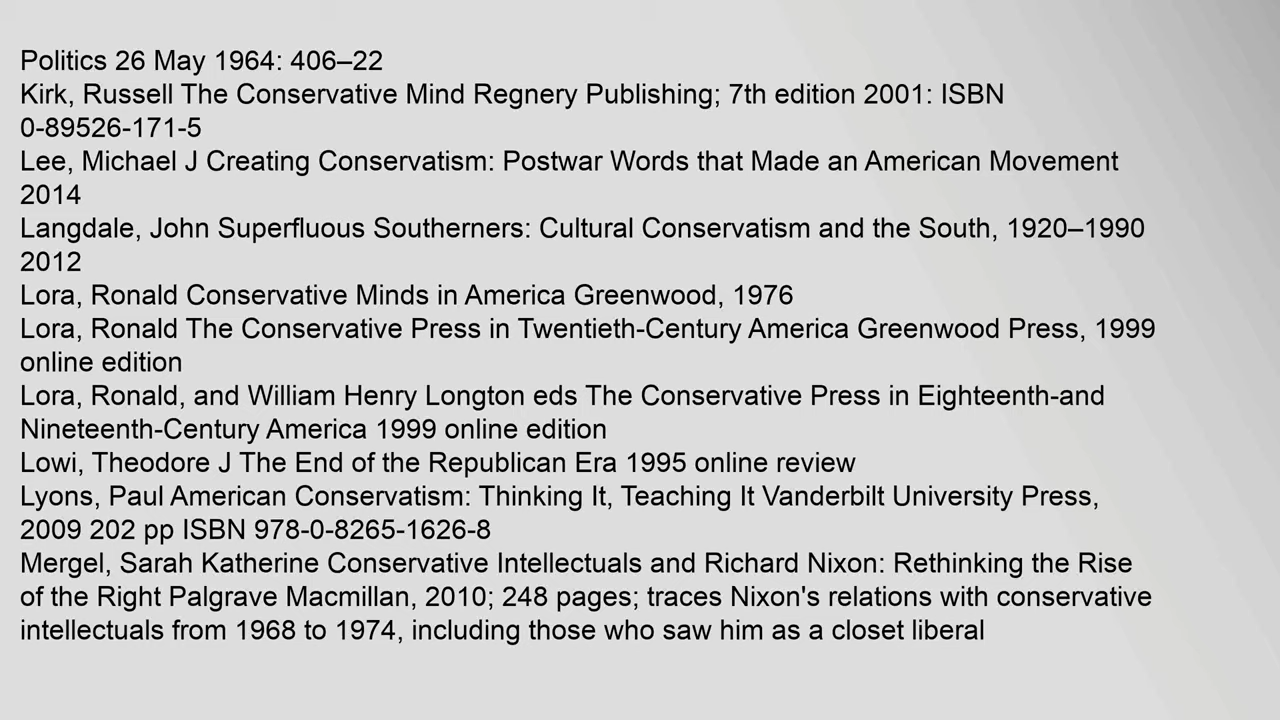 Politics 26 May 1964: 406–22
Kirk, Russell The Conservative Mind Regnery Publishing; 7th edition 2001: ISBN
0-89526-171-5
Lee, Michael J Creating Conservatism: Postwar Words that Made an American Movement
2014
Langdale, John Superfluous Southerners: Cultural Conservatism and the South, 1920–1990
2012
Lora, Ronald Conservative Minds in America Greenwood, 1976
Lora, Ronald The Conservative Press in Twentieth-Century America Greenwood Press, 1999
online edition
Lora, Ronald, and William Henry Longton eds The Conservative Press in Eighteenth-and
Nineteenth-Century America 1999 online edition
Lowi, Theodore J The End of the Republican Era 1995 online review
Lyons, Paul American Conservatism: Thinking It, Teaching It Vanderbilt University Press,
2009 202 pp ISBN 978-0-8265-1626-8
Mergel, Sarah Katherine Conservative Intellectuals and Richard Nixon: Rethinking the Rise
of the Right Palgrave Macmillan, 2010; 248 pages; traces Nixon's relations with conservative
intellectuals from 1968 to 1974, including those who saw him as a closet liberal